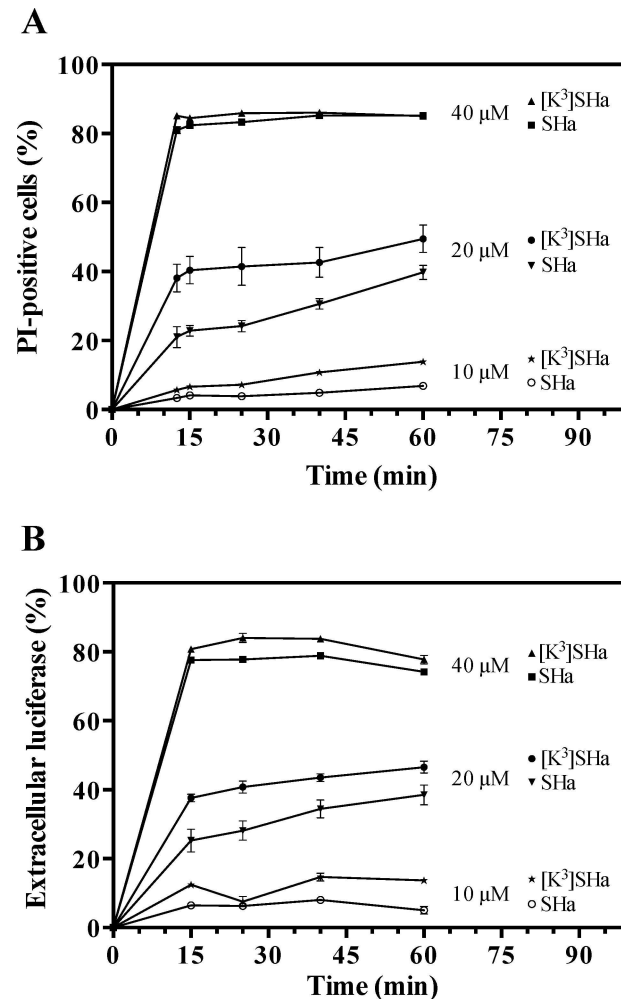 A
PI-positive cells (%)
100
80
60
40
20
0
40 µM
[K³]SHa
SHa
20 µM
[K³]SHa
SHa
10 µM
[K³]SHa
SHa
0 15 30 45 60 75 90
Time (min)
B
Extracellular luciferase (%)
100
80
60
40
20
0
40 µM
[K³]SHa
SHa
20 µM
[K³]SHa
SHa
10 µM
[K³]SHa
SHa
0 15 30 45 60 75 90
Time (min)